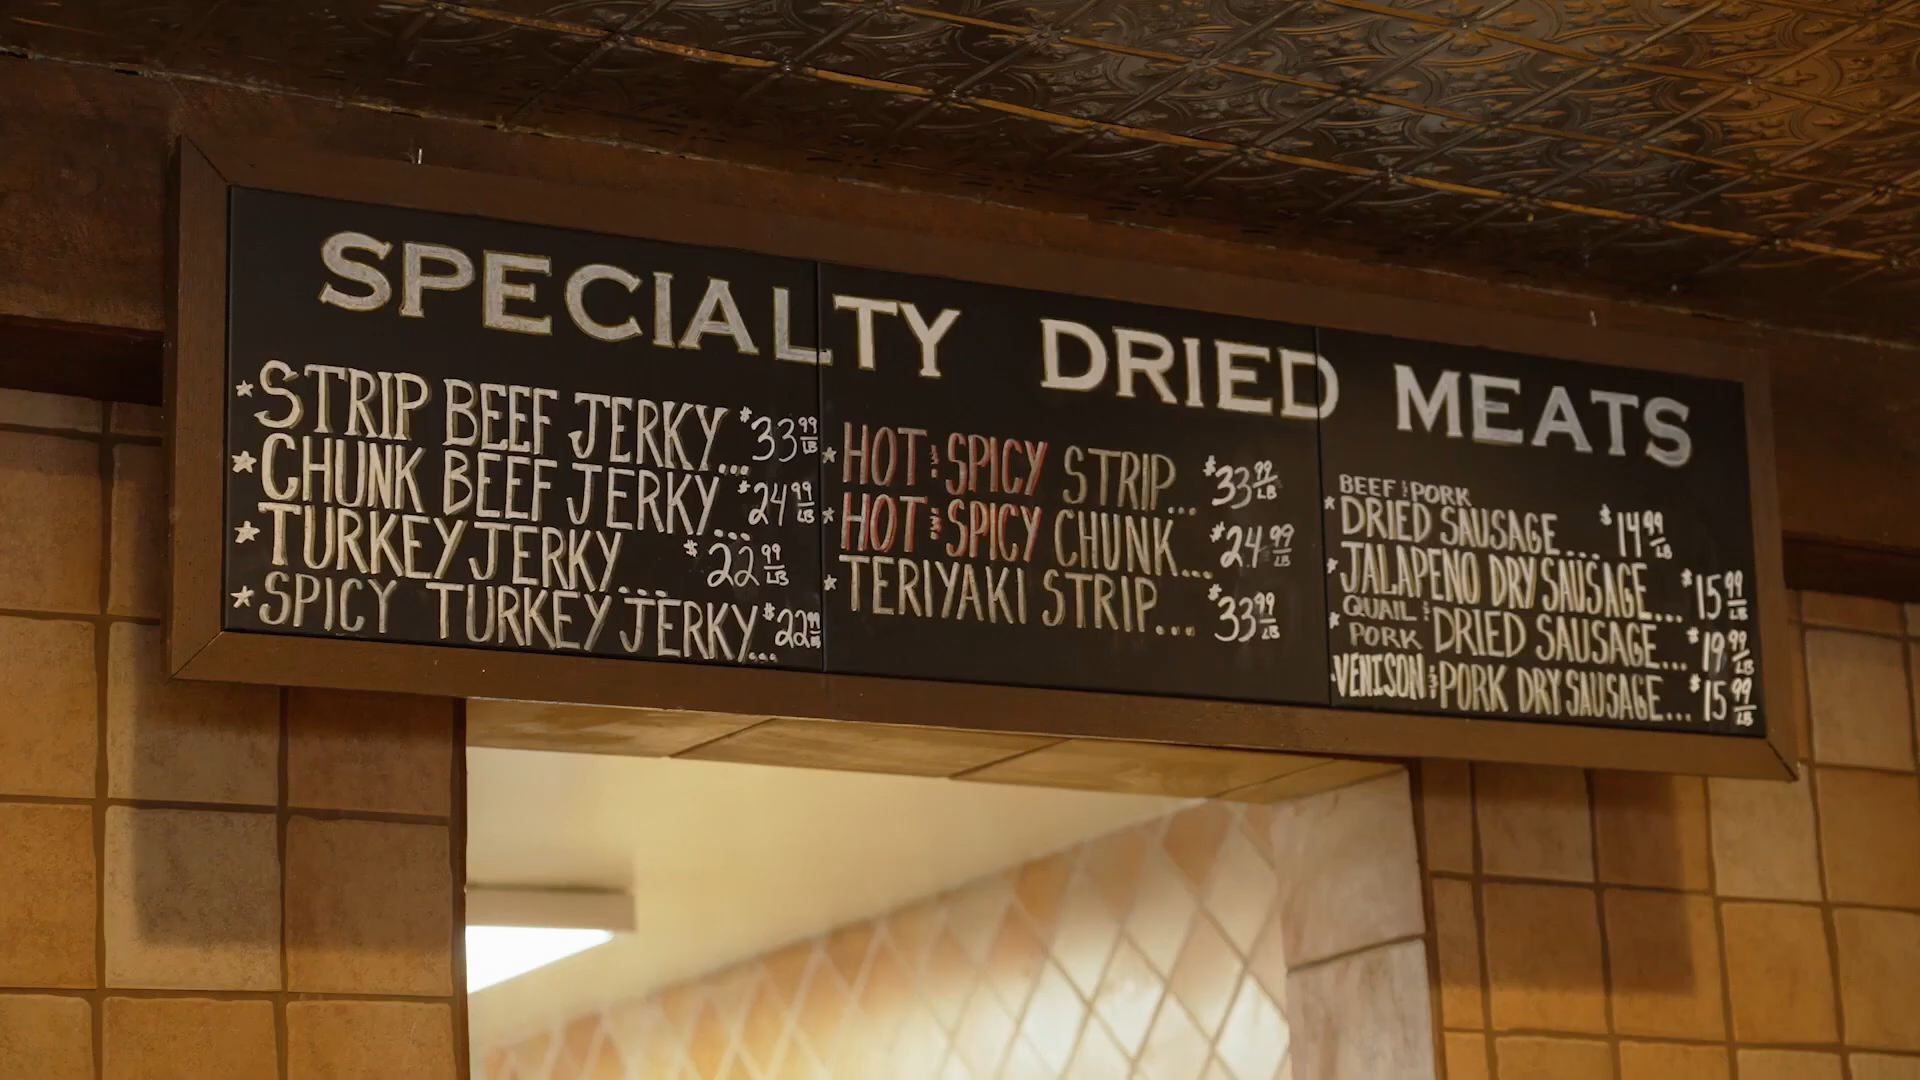 SPECIALTY DRIED MEATS
* STRIP BEEF JERKY... $33.99 LB
* CHUNK BEEF JERKY... $24.99 LB
* TURKEY JERKY... $22.99 LB
* SPICY TURKEY JERKY... $22.99 LB
* HOT & SPICY STRIP... $33.99 LB
* HOT & SPICY CHUNK... $24.99 LB
* TERIYAKI STRIP... $33.99 LB
BEEF & PORK
* DRIED SAUSAGE.... $14.99 LB
* JALAPENO DRY SAUSAGE... $15.99 LB
QUAIL &
* PORK DRIED SAUSAGE... $19.99 LB
* VENISON & PORK DRY SAUSAGE... $15.99 LB